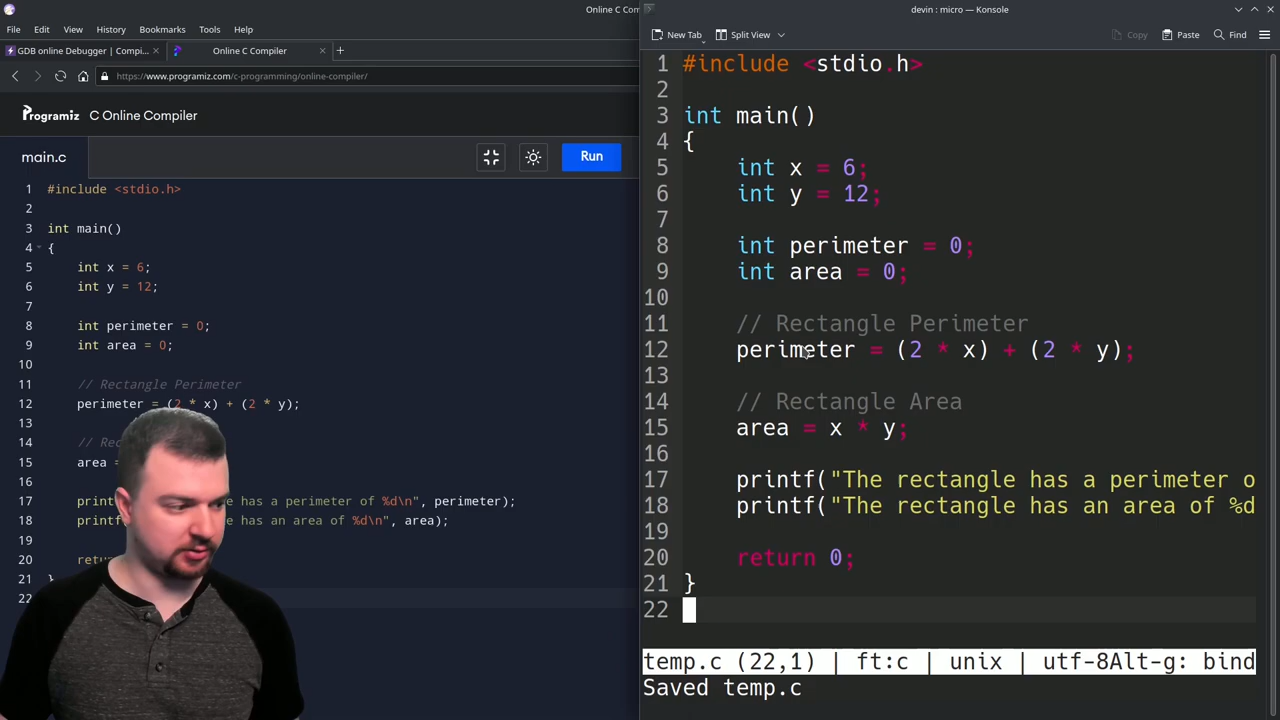 Online C Compiler
File Edit View History Bookmarks Tools Help
GDB online Debugger | Compi...
Online C Compiler
https://www.programiz.com/c-programming/online-compiler/
Programiz C Online Compiler
main.c
Run
1 #include <stdio.h>
2
3 int main()
4 {
5 int x = 6;
6 int y = 12;
7
8 int perimeter = 0;
9 int area = 0;
10
11 // Rectangle Perimeter
12 perimeter = (2 * x) + (2 * y);
13
14
15 area =
16
17 has a perimeter of %d\n", perimeter);
18 has an area of %d\n", area);
19
20
21 }
22
devin : micro — Konsole
New Tab Split View Copy Paste Find
1 #include <stdio.h>
2
3 int main()
4 {
5 int x = 6;
6 int y = 12;
7
8 int perimeter = 0;
9 int area = 0;
10
11 // Rectangle Perimeter
12 perimeter = (2 * x) + (2 * y);
13
14 // Rectangle Area
15 area = x * y;
16
17 printf("The rectangle has a perimeter o
18 printf("The rectangle has an area of %d
19
20 return 0;
21 }
22
temp.c (22,1) | ft:c | unix | utf-8Alt-g: bind
Saved temp.c